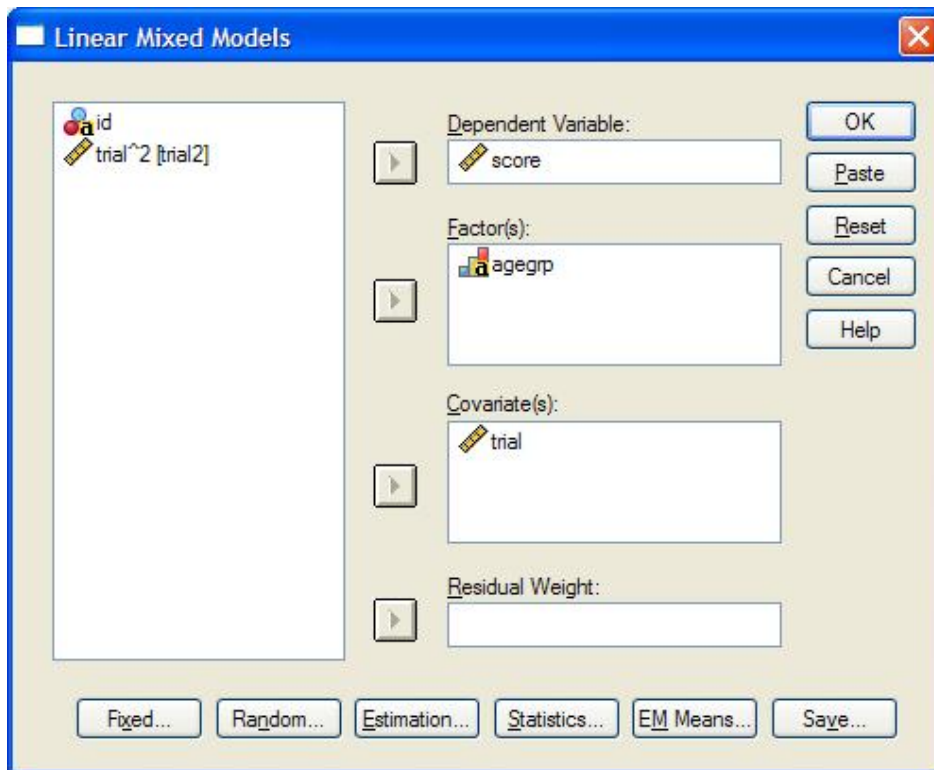 Linear Mixed Models
id
trial^2 [trial2]
Dependent Variable:
score
Factor(s):
agegrp
Covariate(s):
trial
Residual Weight:
OK
Paste
Reset
Cancel
Help
Fixed...
Random...
Estimation...
Statistics...
EM Means...
Save...